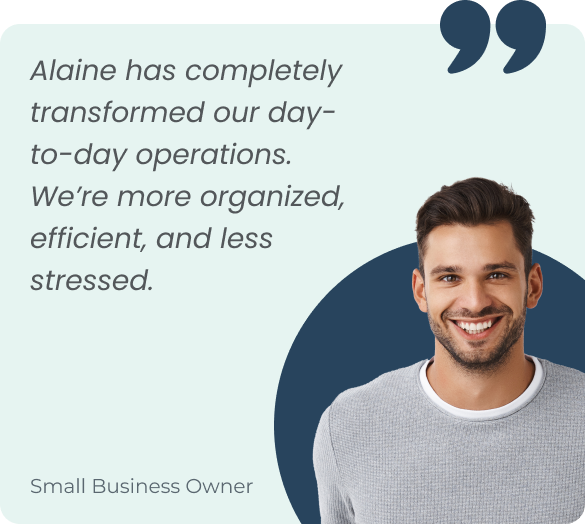 Alaine has completely
transformed our day-
to-day operations.
We’re more organized,
efficient, and less
stressed.
Small Business Owner